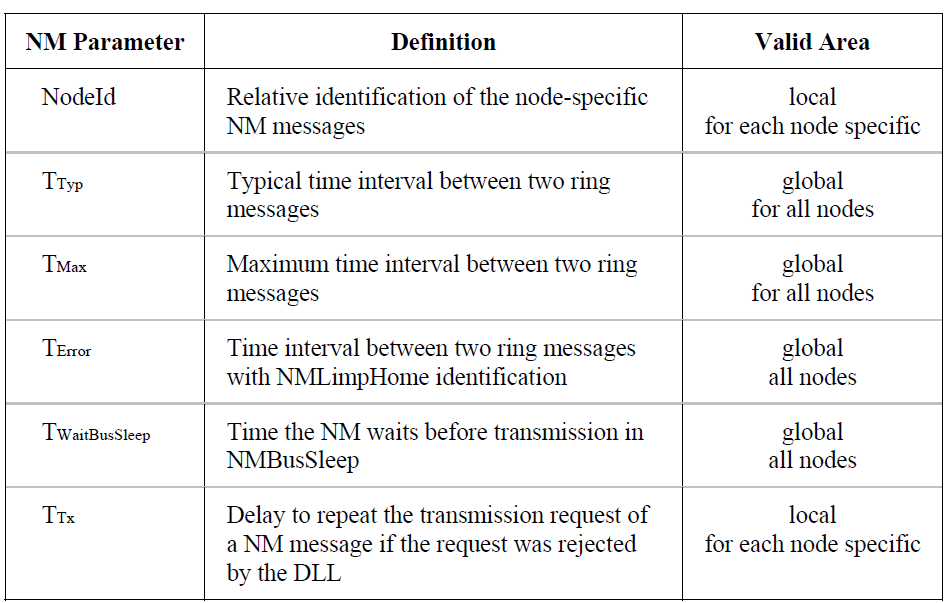 NM Parameter Definition Valid Area
NodeId Relative identification of the node-specific local
NM messages for each node specific
TTyp Typical time interval between two ring global
messages for all nodes
TMax Maximum time interval between two ring global
messages for all nodes
TError Time interval between two ring messages global
with NMLimpHome identification all nodes
TWaitBusSleep Time the NM waits before transmission in global
NMBusSleep all nodes
TTx Delay to repeat the transmission request of local
a NM message if the request was rejected for each node specific
by the DLL